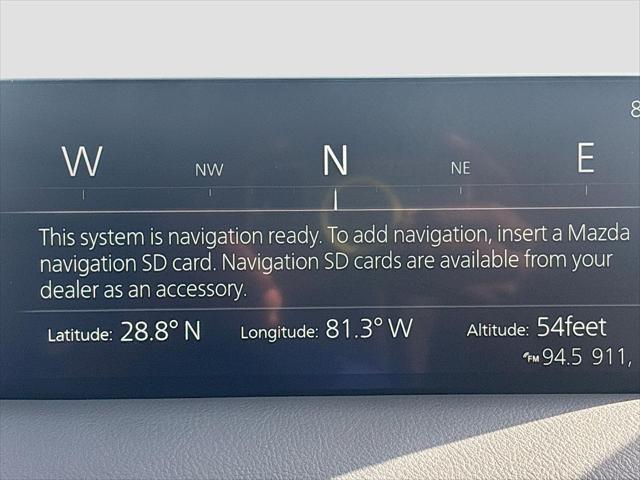 8
W NW N NE E
This system is navigation ready. To add navigation, insert a Mazda
navigation SD card. Navigation SD cards are available from your
dealer as an accessory.
Latitude: 28.8° N Longitude: 81.3° W Altitude: 54feet
FM 94.5 911,